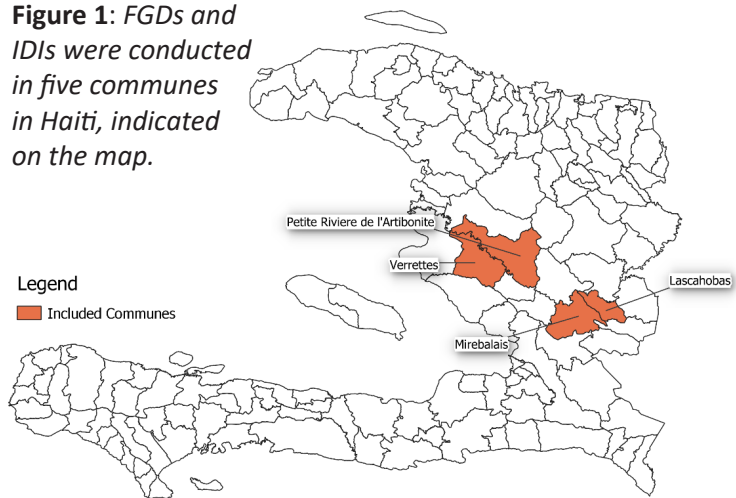 Figure 1: FGDs and
IDIs were conducted
in five communes
in Haiti, indicated
on the map.
Petite Riviere de l'Artibonite
Verrettes
Lascahobas
Mirebalais
Legend
Included Communes